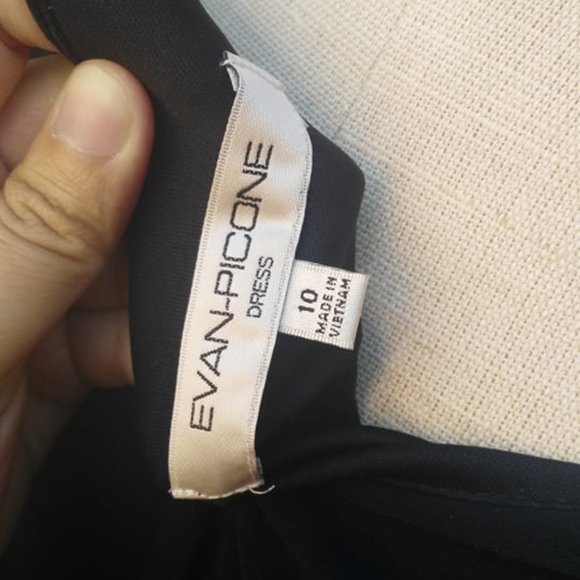 EVAN-PICONE
DRESS
10
MADE IN
VIETNAM